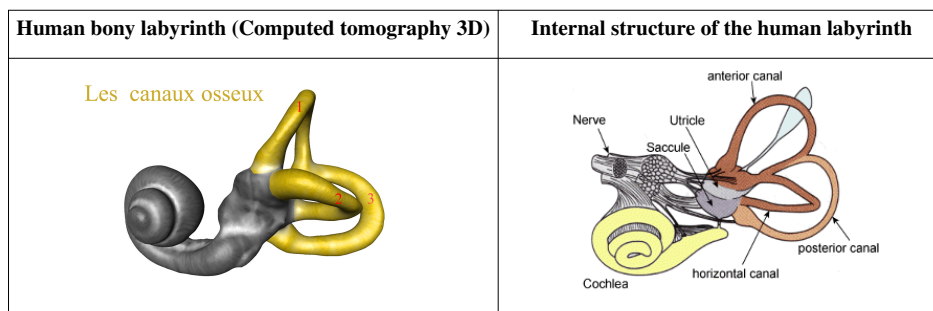 Human bony labyrinth (Computed tomography 3D)
Internal structure of the human labyrinth
Les canaux osseux
1
2
3
anterior canal
Nerve
Utricle
Saccule
posterior canal
horizontal canal
Cochlea